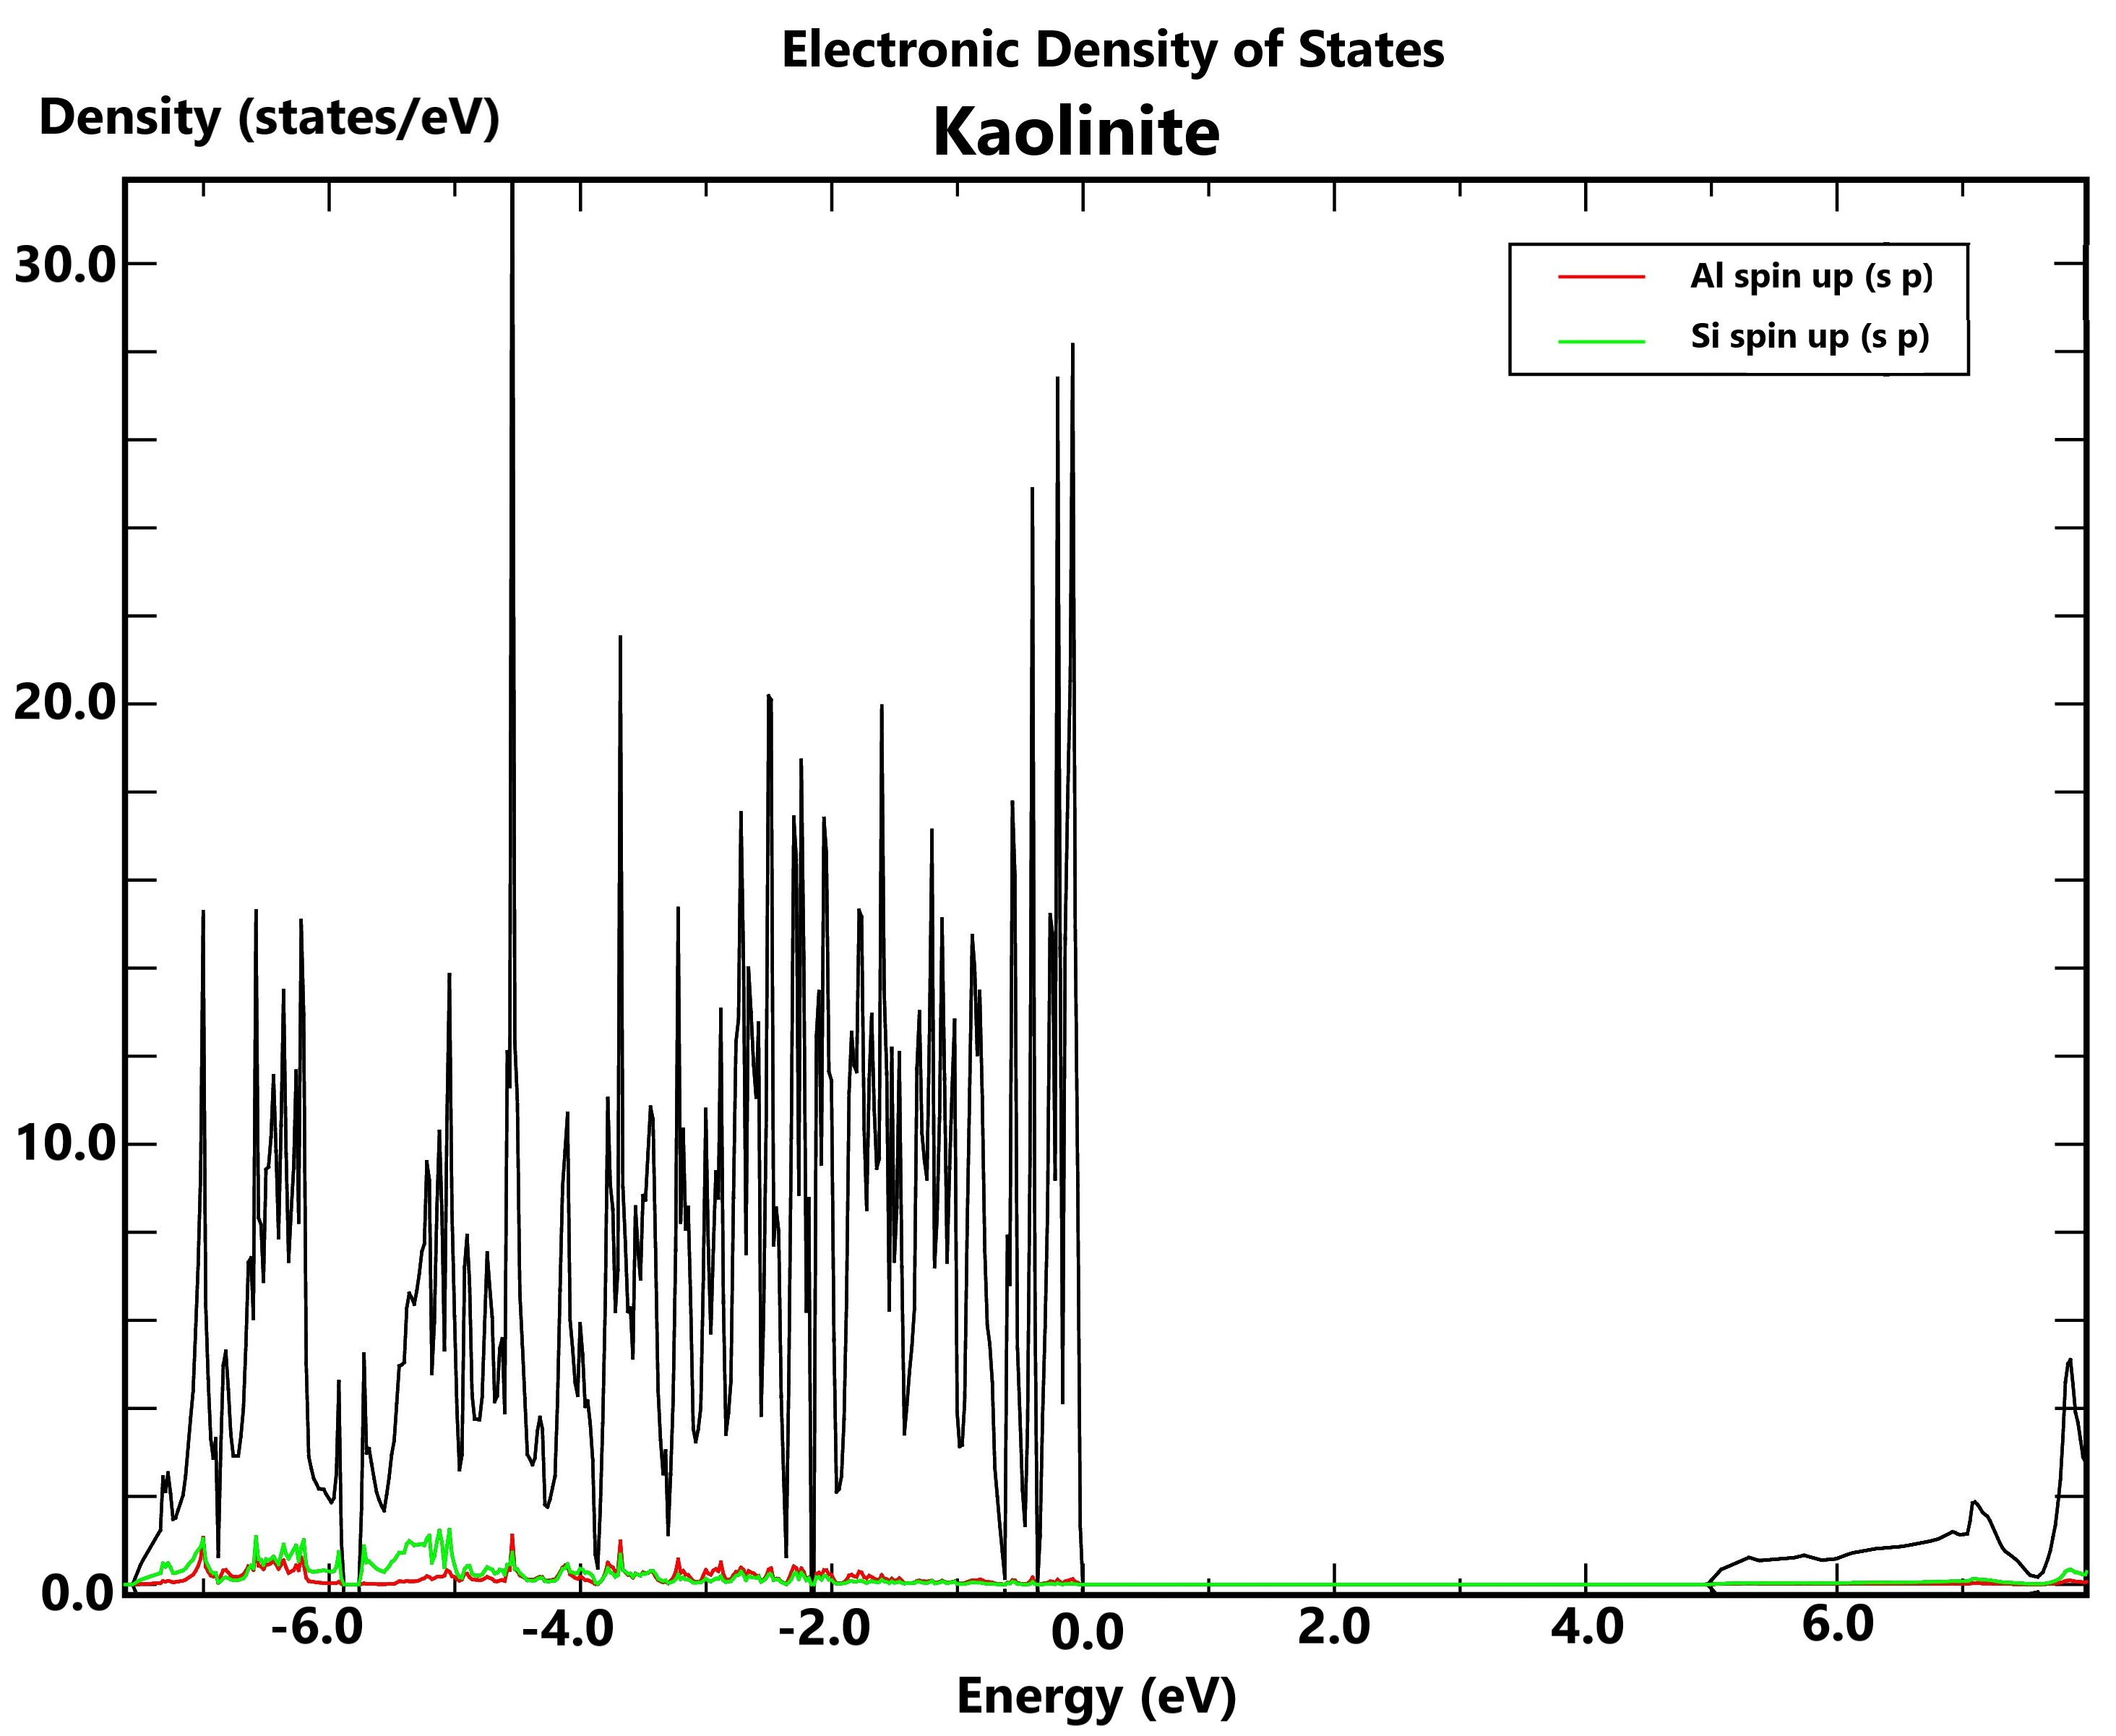 Electronic Density of States
Density (states/eV)
Kaolinite
30.0
20.0
10.0
0.0
Al spin up (s p)
Si spin up (s p)
-6.0 -4.0 -2.0 0.0 2.0 4.0 6.0
Energy (eV)